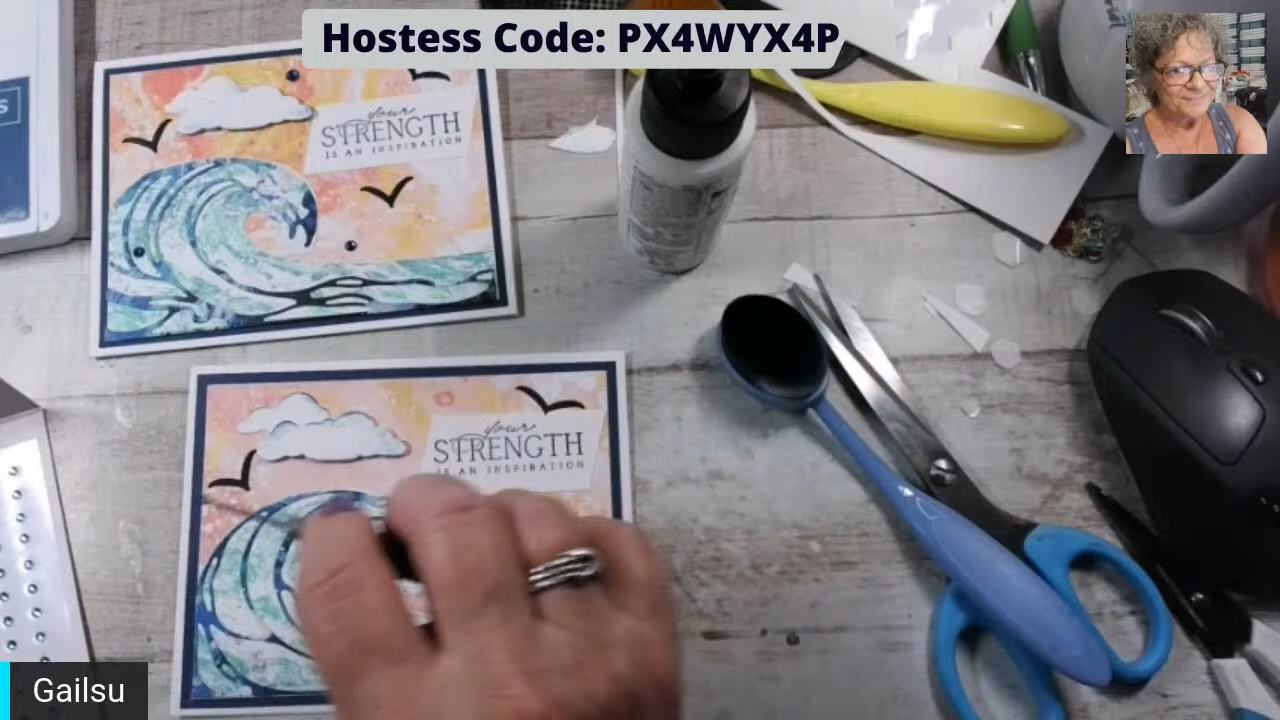 Hostess Code: PX4WYX4P
S
your
STRENGTH
IS AN INSPIRATION
your
STRENGTH
IS AN INSPIRATION
Gailsu